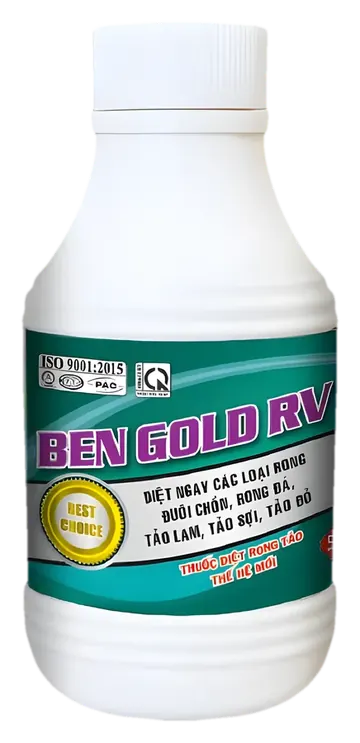 ISO 9001:2015
PAC
BEN GOLD RV
DIỆT NGAY CÁC LOẠI RONG
ĐUÔI CHỒN, RONG ĐÁ,
TẢO LAM, TẢO SỢI, TẢO ĐỎ
BEST
CHOICE
THUỐC DIỆT RONG TẢO
THẾ HỆ MỚI